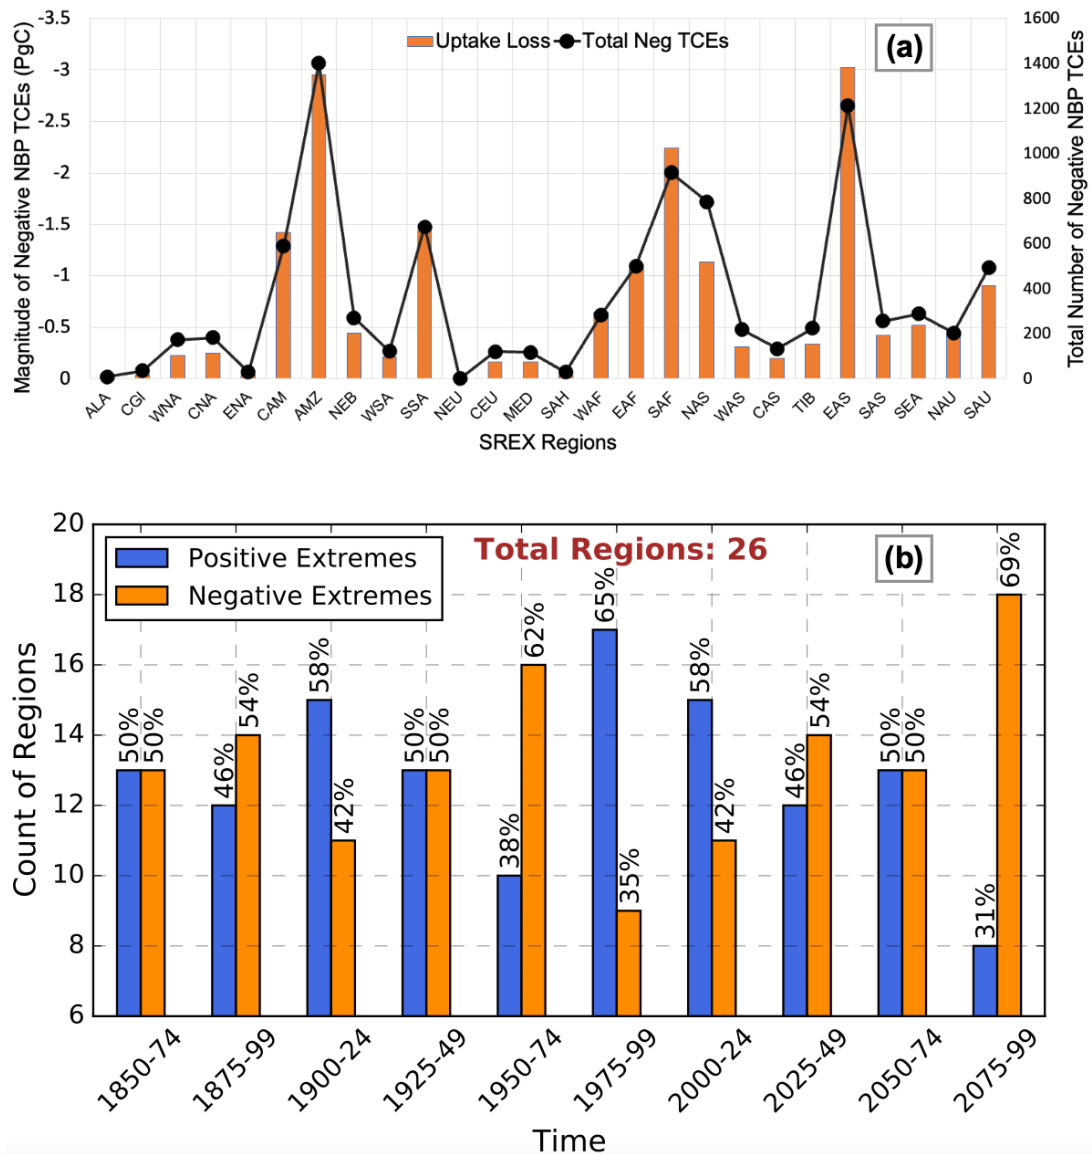 (a)
Uptake Loss Total Neg TCEs
Magnitude of Negative NBP TCEs (PgC)
-3.5
-3
-2.5
-2
-1.5
-1
-0.5
0
1600
1400
1200
1000
800
600
400
200
0
Total Number of Negative NBP TCEs
ALA CGI WNA CNA ENA CAM AMZ NEB WSA SSA NEU CEU MED SAH WAF EAF SAF NAS WAS CAS TIB EAS SAS SEA NAU SAU
SREX Regions
(b)
Total Regions: 26
Positive Extremes
Negative Extremes
Count of Regions
20
18
16
14
12
10
8
6
50% 50% 46% 54% 58% 42% 50% 50% 38% 62% 65% 35% 58% 42% 46% 54% 50% 50% 31% 69%
1850-74 1875-99 1900-24 1925-49 1950-74 1975-99 2000-24 2025-49 2050-74 2075-99
Time